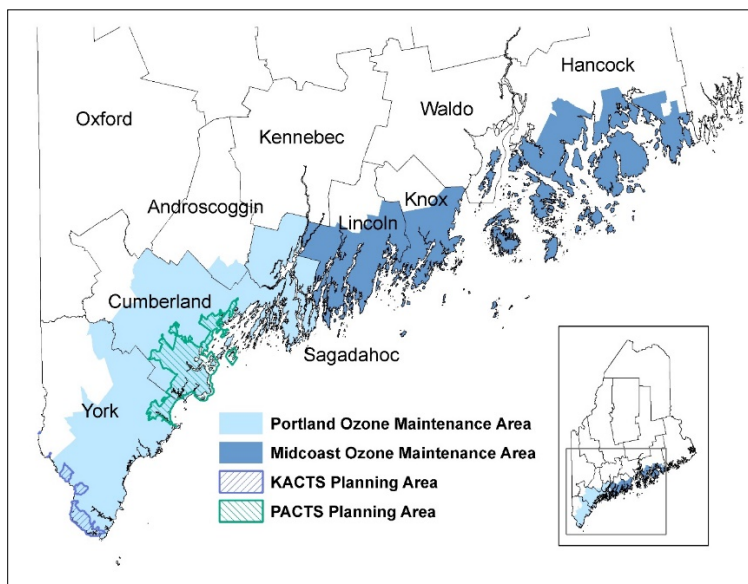 Hancock
Waldo
Oxford
Kennebec
Knox
Androscoggin
Lincoln
Cumberland
Sagadahoc
York
Portland Ozone Maintenance Area
Midcoast Ozone Maintenance Area
KACTS Planning Area
PACTS Planning Area